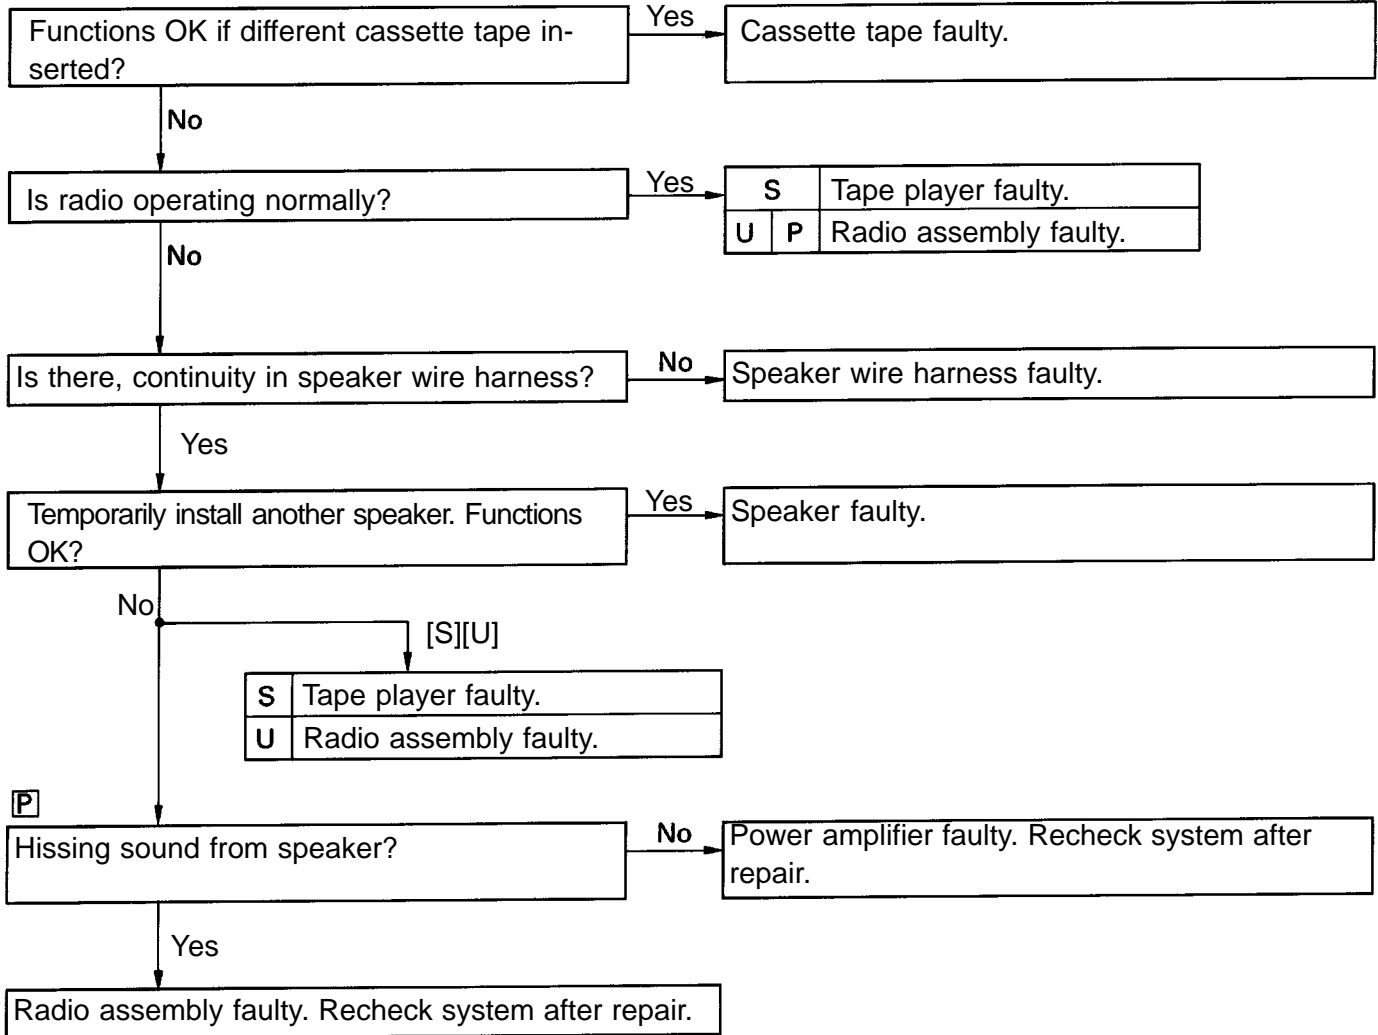 Functions OK if different cassette tape in-
serted?
Yes
Cassette tape faulty.
No
Is radio operating normally?
Yes
S Tape player faulty.
U P Radio assembly faulty.
No
Is there, continuity in speaker wire harness?
No
Speaker wire harness faulty.
Yes
Temporarily install another speaker. Functions
OK?
Yes
Speaker faulty.
No
[S][U]
S Tape player faulty.
U Radio assembly faulty.
P
Hissing sound from speaker?
No
Power amplifier faulty. Recheck system after
repair.
Yes
Radio assembly faulty. Recheck system after repair.